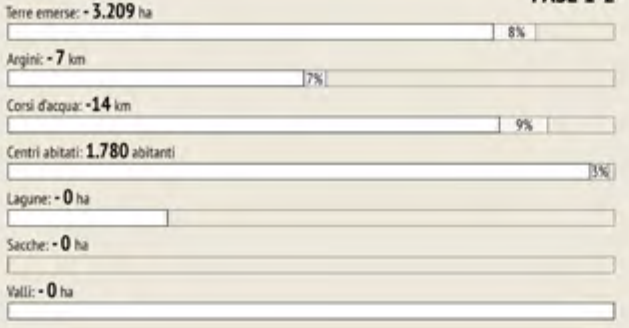 Terre emerse: - 3.209 ha
8%
Argini: - 7 km
7%
Corsi d'acqua: -14 km
9%
Centri abitati: 1.780 abitanti
3%
Lagune: - 0 ha
Sacche: - 0 ha
Valli: - 0 ha